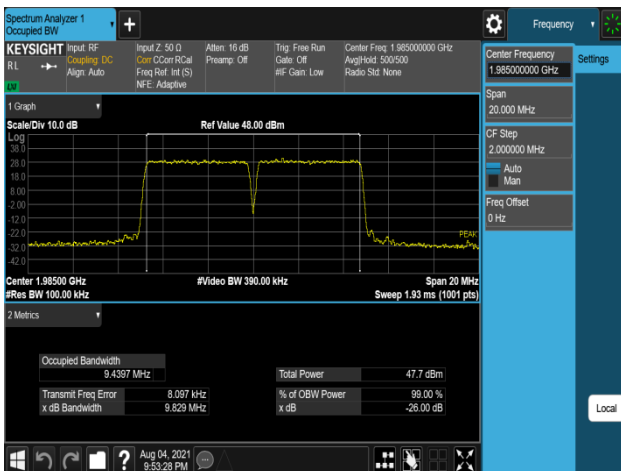 Spectrum Analyzer 1
Occupied BW
+
Frequency
KEYSIGHT
RL
Input: RF
Coupling: DC
Align: Auto
Input Z: 50 Ω
Corr CCorr RCal
Freq Ref: Int (S)
NFE: Adaptive
Atten: 16 dB
Preamp: Off
Trig: Free Run
Gate: Off
#IF Gain: Low
Center Freq: 1.985000000 GHz
Avg|Hold: 500/500
Radio Std: None
Center Frequency
1.985000000 GHz
Settings
Span
20.000 MHz
CF Step
2.000000 MHz
Auto
Man
Freq Offset
0 Hz
Local
1 Graph
Scale/Div 10.0 dB
Ref Value 48.00 dBm
Log
38.0
28.0
18.0
8.00
-2.00
-12.0
-22.0
-32.0
-42.0
PEAK
Center 1.98500 GHz
#Video BW 390.00 kHz
Span 20 MHz
#Res BW 100.00 kHz
Sweep 1.93 ms (1001 pts)
2 Metrics
Occupied Bandwidth
9.4397 MHz
Total Power
47.7 dBm
Transmit Freq Error
8.097 kHz
% of OBW Power
99.00 %
x dB Bandwidth
9.829 MHz
x dB
-26.00 dB
?
Aug 04, 2021
9:53:28 PM